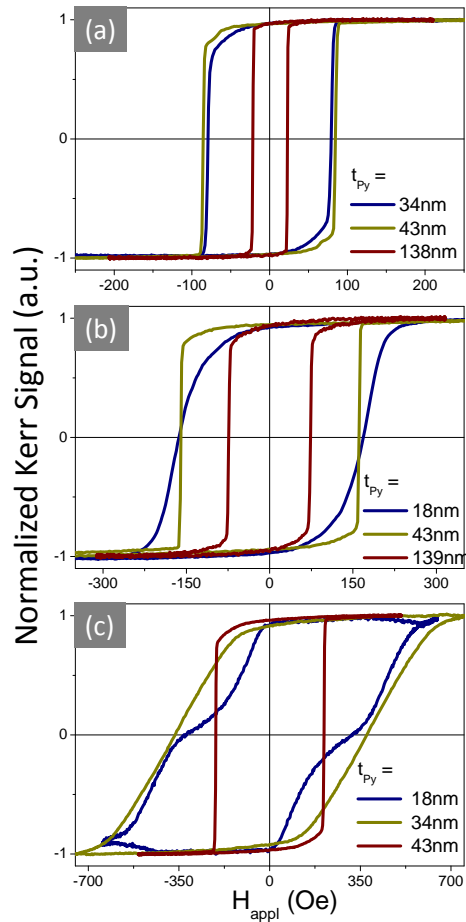 Normalized Kerr Signal (a.u.)
(a)
1
0
-1
t_Py =
34nm
43nm
138nm
-200 -100 0 100 200
(b)
1
0
-1
t_Py =
18nm
43nm
139nm
-300 -150 0 150 300
(c)
1
0
-1
t_Py =
18nm
34nm
43nm
-700 -350 0 350 700
H_appl (Oe)